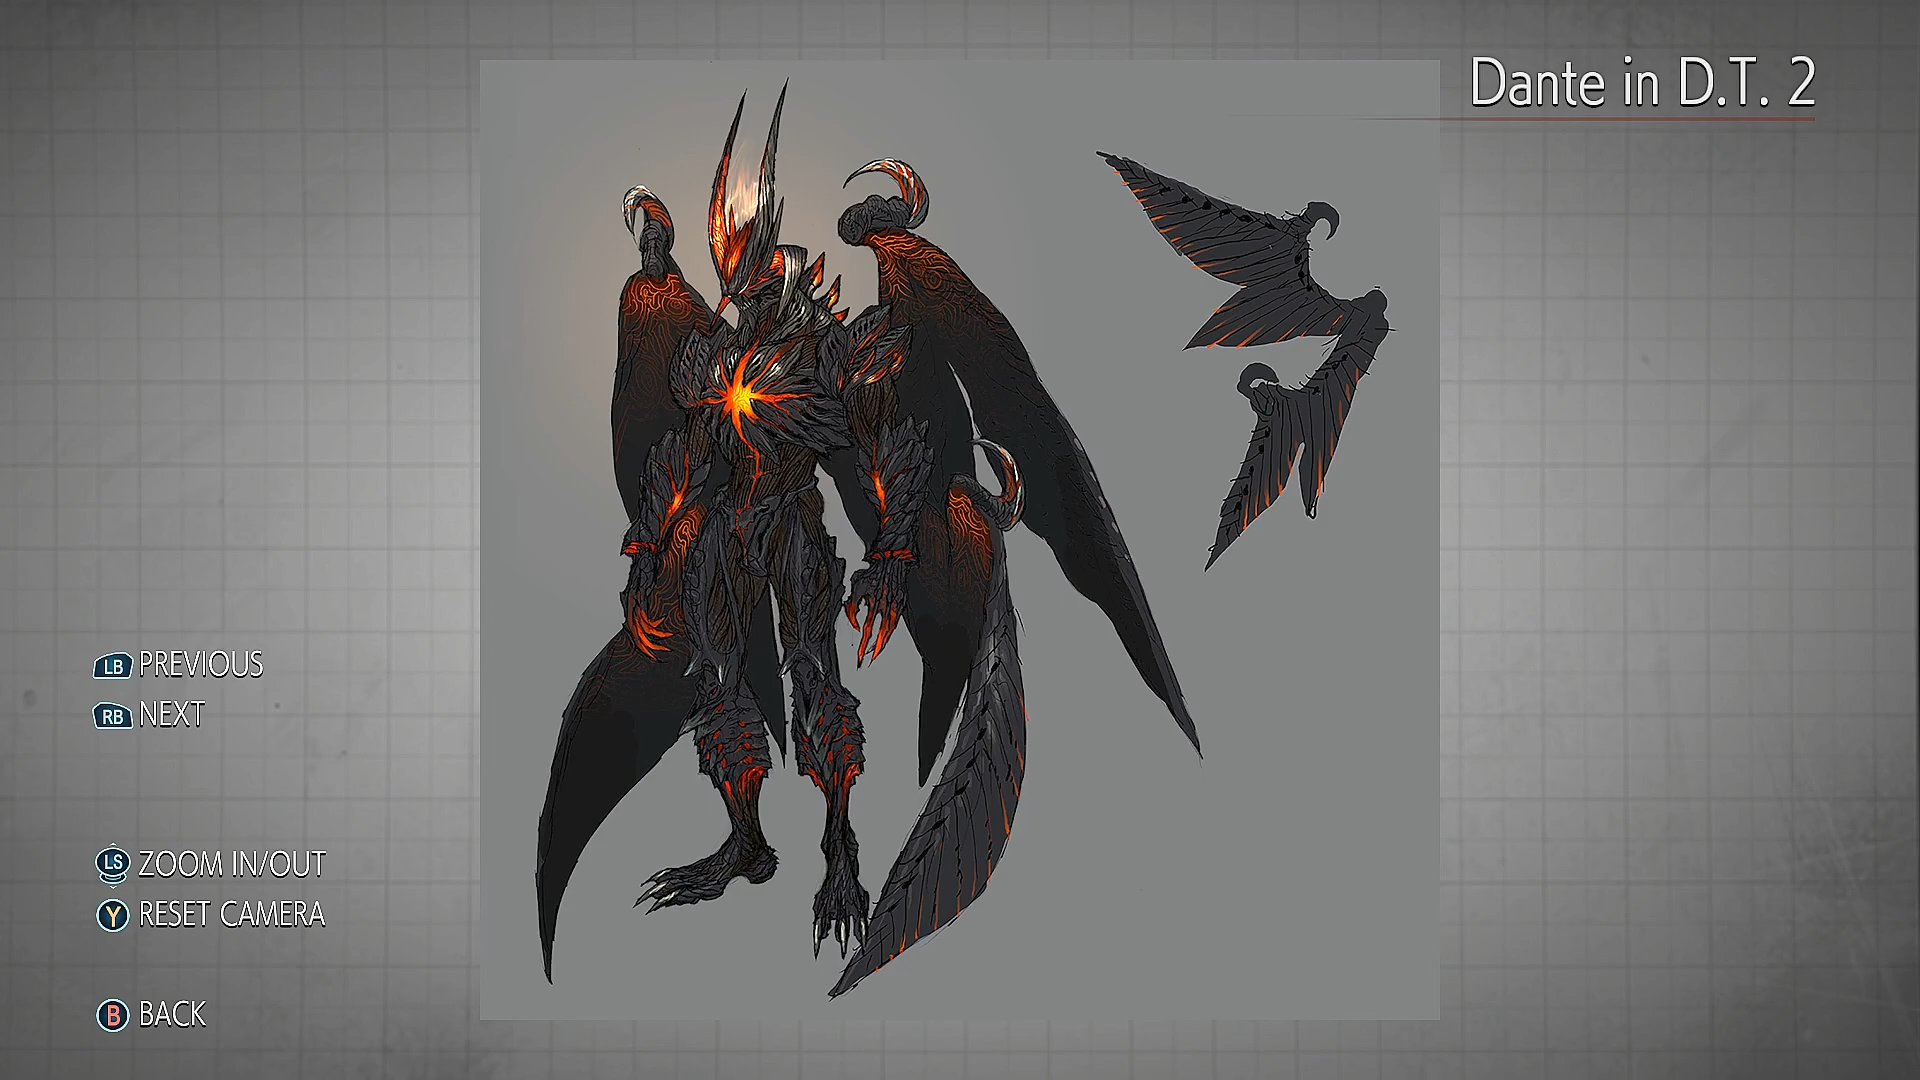 Dante in D.T. 2
LB PREVIOUS
RB NEXT
LS ZOOM IN/OUT
Y RESET CAMERA
B BACK